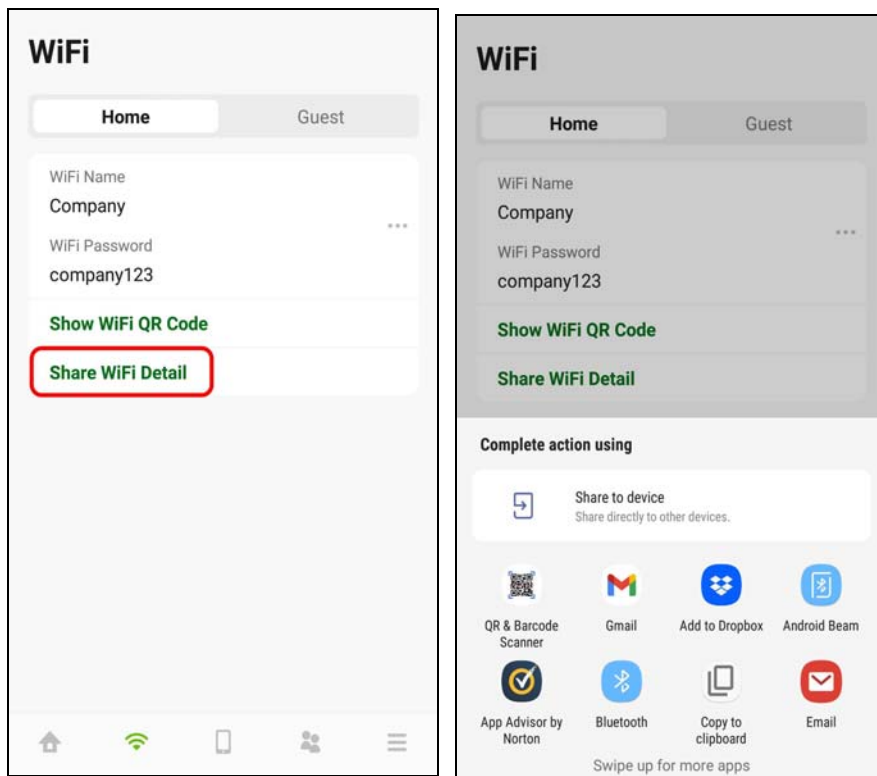 WiFi
Home Guest
WiFi Name
Company
WiFi Password
company123
Show WiFi QR Code
Share WiFi Detail
WiFi
Home Guest
WiFi Name
Company
WiFi Password
company123
Show WiFi QR Code
Share WiFi Detail
Complete action using
Share to device
Share directly to other devices.
QR & Barcode
Scanner
Gmail
Add to Dropbox
Android Beam
App Advisor by
Norton
Bluetooth
Copy to
clipboard
Email
Swipe up for more apps